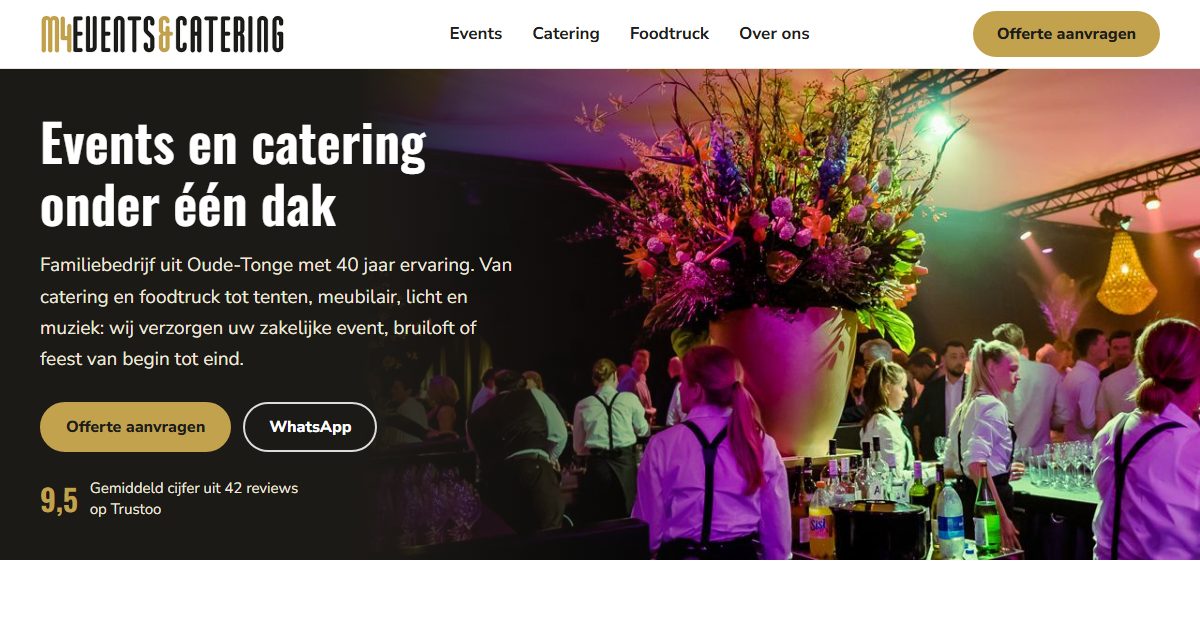 M4EVENTS&CATERING
Events
Catering
Foodtruck
Over ons
Offerte aanvragen
Events en catering
onder één dak
Familiebedrijf uit Oude-Tonge met 40 jaar ervaring. Van
catering en foodtruck tot tenten, meubilair, licht en
muziek: wij verzorgen uw zakelijke event, bruiloft of
feest van begin tot eind.
Offerte aanvragen
WhatsApp
9,5
Gemiddeld cijfer uit 42 reviews
op Trustoo
Sisi